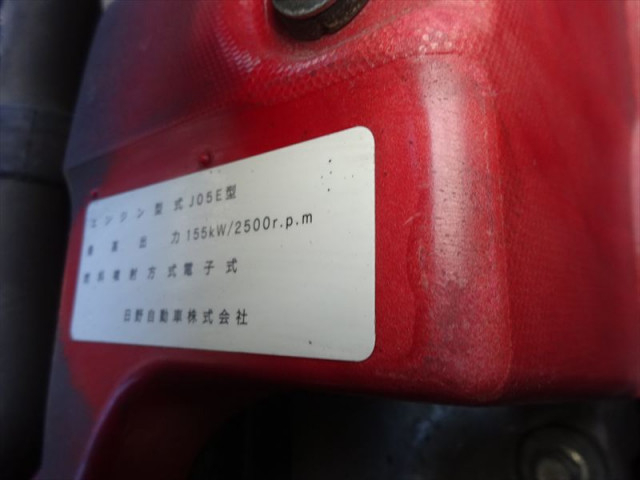 エンジン型式J05E型
最高出力155kW/2500r.p.m
燃料噴射方式電子式
日野自動車株式会社